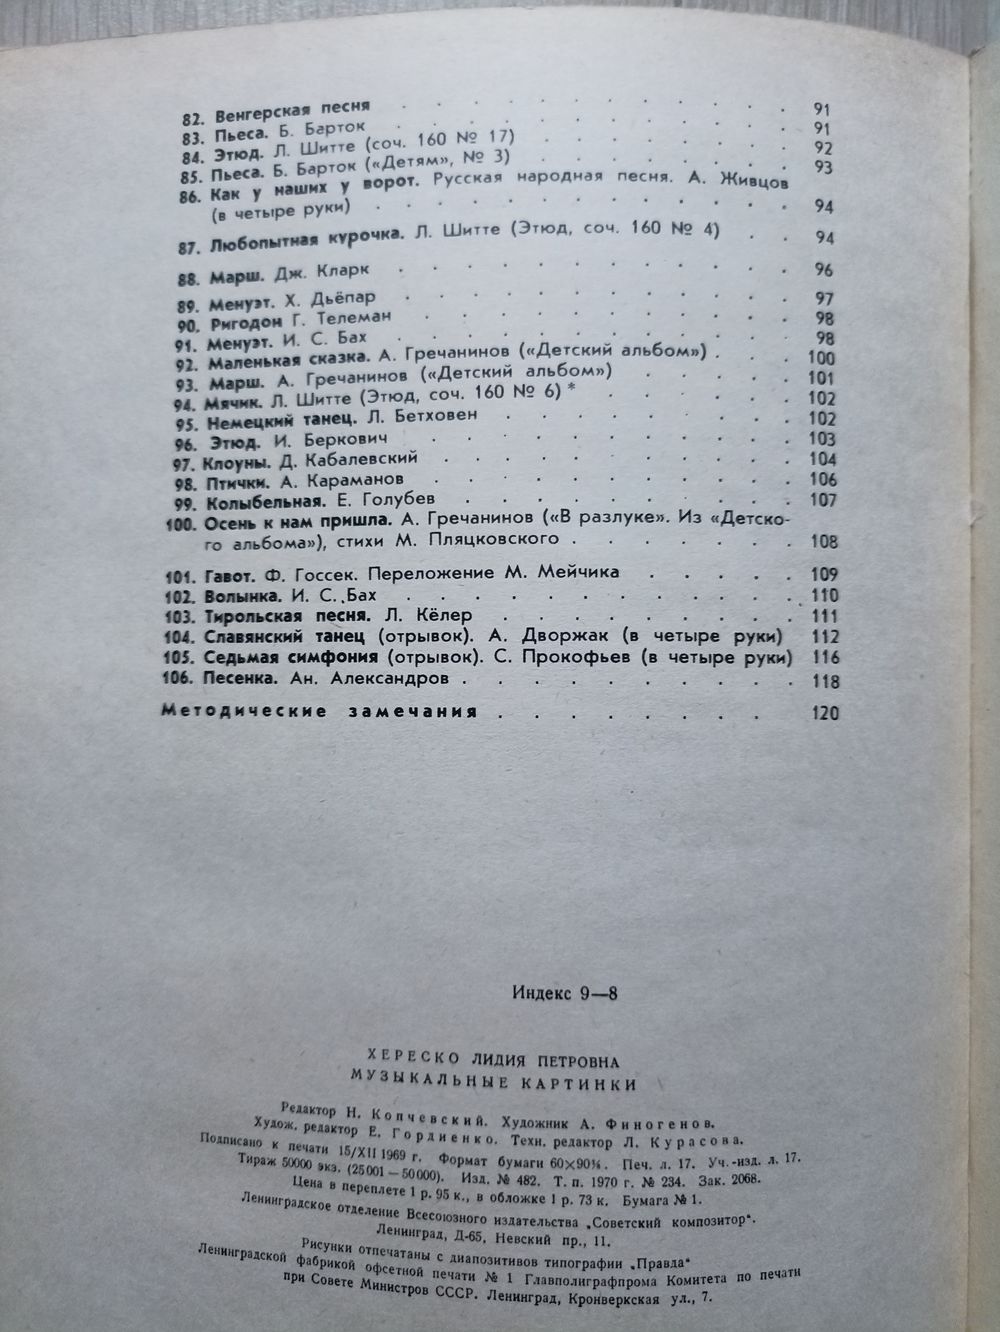 82. Венгерская песня . . . . . . . . . . . 91
83. Пьеса. Б. Барток . . . . . . . . . . . 91
84. Этюд. Л. Шитте (соч. 160 № 17) . . . . . . . 92
85. Пьеса. Б. Барток («Детям», № 3) . . . . . . . 93
86. Как у наших у ворот. Русская народная песня. А. Живцов
(в четыре руки) . . . . . . . . . . . 94
87. Любопытная курочка. Л. Шитте (Этюд, соч. 160 № 4) . . 94
88. Марш. Дж. Кларк . . . . . . . . . . . 96
89. Менуэт. Х. Дьёпар . . . . . . . . . . . 97
90. Ригодон Г. Телеман . . . . . . . . . . 98
91. Менуэт. И. С. Бах . . . . . . . . . . . 98
92. Маленькая сказка. А. Гречанинов («Детский альбом») . . 100
93. Марш. А. Гречанинов («Детский альбом») . . . . 101
94. Мячик. Л. Шитте (Этюд, соч. 160 № 6) * . . . . . 102
95. Немецкий танец. Л. Бетховен . . . . . . . . 102
96. Этюд. И. Беркович . . . . . . . . . . 103
97. Клоуны. Д. Кабалевский . . . . . . . . . 104
98. Птички. А. Караманов . . . . . . . . . . 106
99. Колыбельная. Е. Голубев . . . . . . . . . 107
100. Осень к нам пришла. А. Гречанинов («В разлуке». Из «Детско-
го альбома»), стихи М. Пляцковского . . . . . . 108
101. Гавот. Ф. Госсек. Переложение М. Мейчика . . . . 109
102. Волынка. И. С. Бах . . . . . . . . . . 110
103. Тирольская песня. Л. Кёлер . . . . . . . . 111
104. Славянский танец (отрывок). А. Дворжак (в четыре руки) 112
105. Седьмая симфония (отрывок). С. Прокофьев (в четыре руки) 116
106. Песенка. Ан. Александров . . . . . . . . . 118
Методические замечания . . . . . . . . 120
Индекс 9—8
ХЕРЕСКО ЛИДИЯ ПЕТРОВНА
МУЗЫКАЛЬНЫЕ КАРТИНКИ
Редактор Н. Копчевский. Художник А. Финогенов.
Худож. редактор Е. Гордиенко. Техн. редактор Л. Курасова.
Подписано к печати 15/XII 1969 г. Формат бумаги 60×90⅛. Печ. л. 17. Уч.-изд. л. 17.
Тираж 50000 экз. (25001—50000). Изд. № 482. Т. п. 1970 г. № 234. Зак. 2068.
Цена в переплете 1 р. 95 к., в обложке 1 р. 73 к. Бумага № 1.
Ленинградское отделение Всесоюзного издательства „Советский композитор“.
Ленинград, Д-65. Невский пр., 11.
Рисунки отпечатаны с диапозитивов типографии „Правда“
Ленинградской фабрикой офсетной печати № 1 Главполиграфпрома Комитета по печати
при Совете Министров СССР. Ленинград, Кронверкская ул., 7.